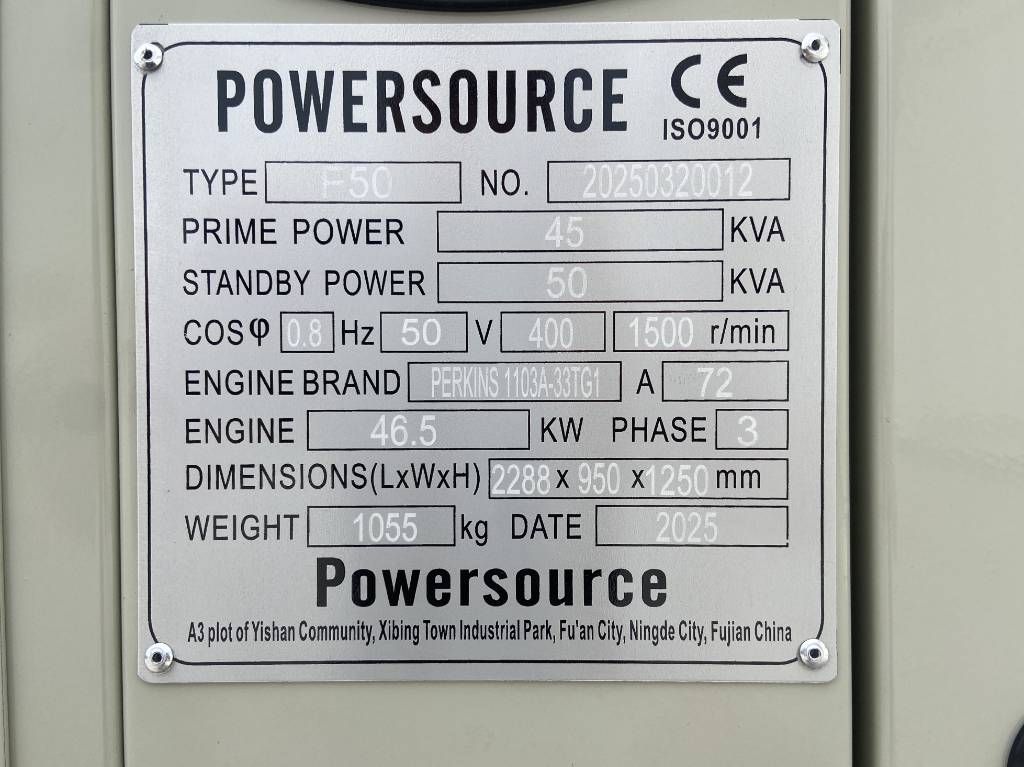 POWERSOURCE CE
ISO9001
TYPE F50 NO. 20250320012
PRIME POWER 45 KVA
STANDBY POWER 50 KVA
COSφ 0.8 Hz 50 V 400 1500 r/min
ENGINE BRAND PERKINS 1103A-33TG1 A 72
ENGINE 46.5 KW PHASE 3
DIMENSIONS(LxWxH) 2288 x 950 x 1250 mm
WEIGHT 1055 kg DATE 2025
Powersource
A3 plot of Yishan Community, Xibing Town Industrial Park, Fu'an City, Ningde City, Fujian China